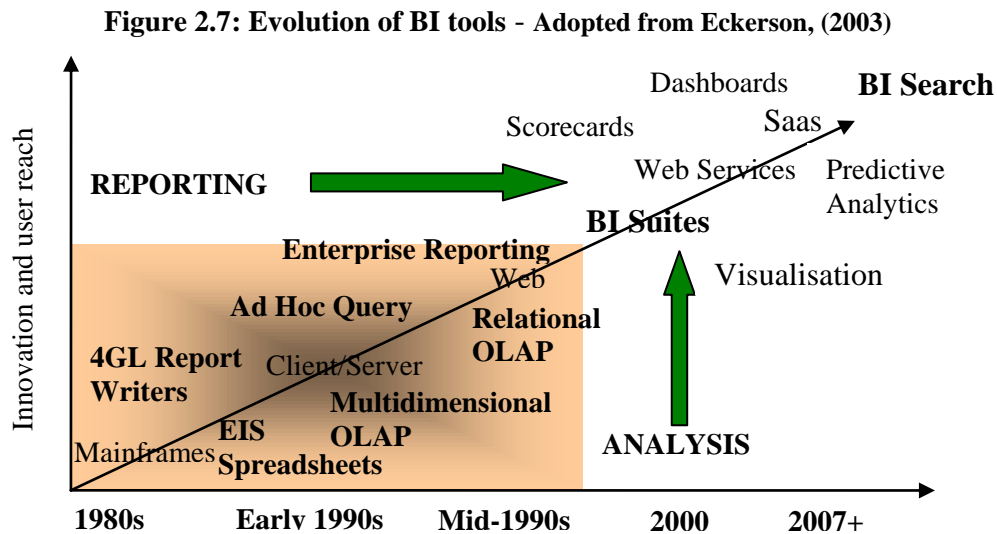 Figure 2.7: Evolution of BI tools - Adopted from Eckerson, (2003)
Innovation and user reach
Dashboards
BI Search
Scorecards
Saas
REPORTING
Web Services
Predictive
Analytics
BI Suites
Enterprise Reporting
Web
Visualisation
Ad Hoc Query
Relational
OLAP
4GL Report
Writers
Client/Server
Multidimensional
OLAP
EIS
Spreadsheets
ANALYSIS
Mainframes
1980s
Early 1990s
Mid-1990s
2000
2007+